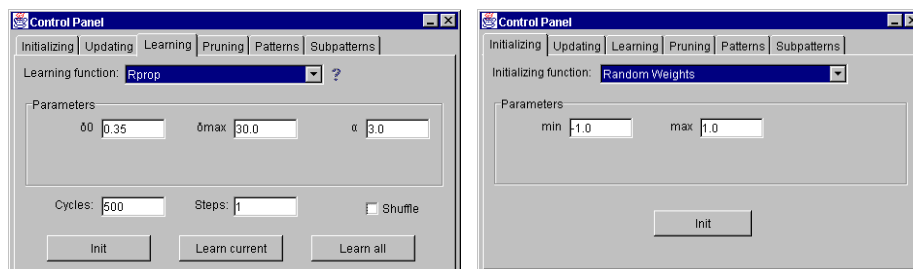 Control Panel
Initializing Updating Learning Pruning Patterns Subpatterns
Learning function: Rprop ?
Parameters
δ0 0.35 δmax 30.0 α 3.0
Cycles: 500 Steps: 1 Shuffle
Init Learn current Learn all
Control Panel
Initializing Updating Learning Pruning Patterns Subpatterns
Initializing function: Random Weights
Parameters
min -1.0 max 1.0
Init